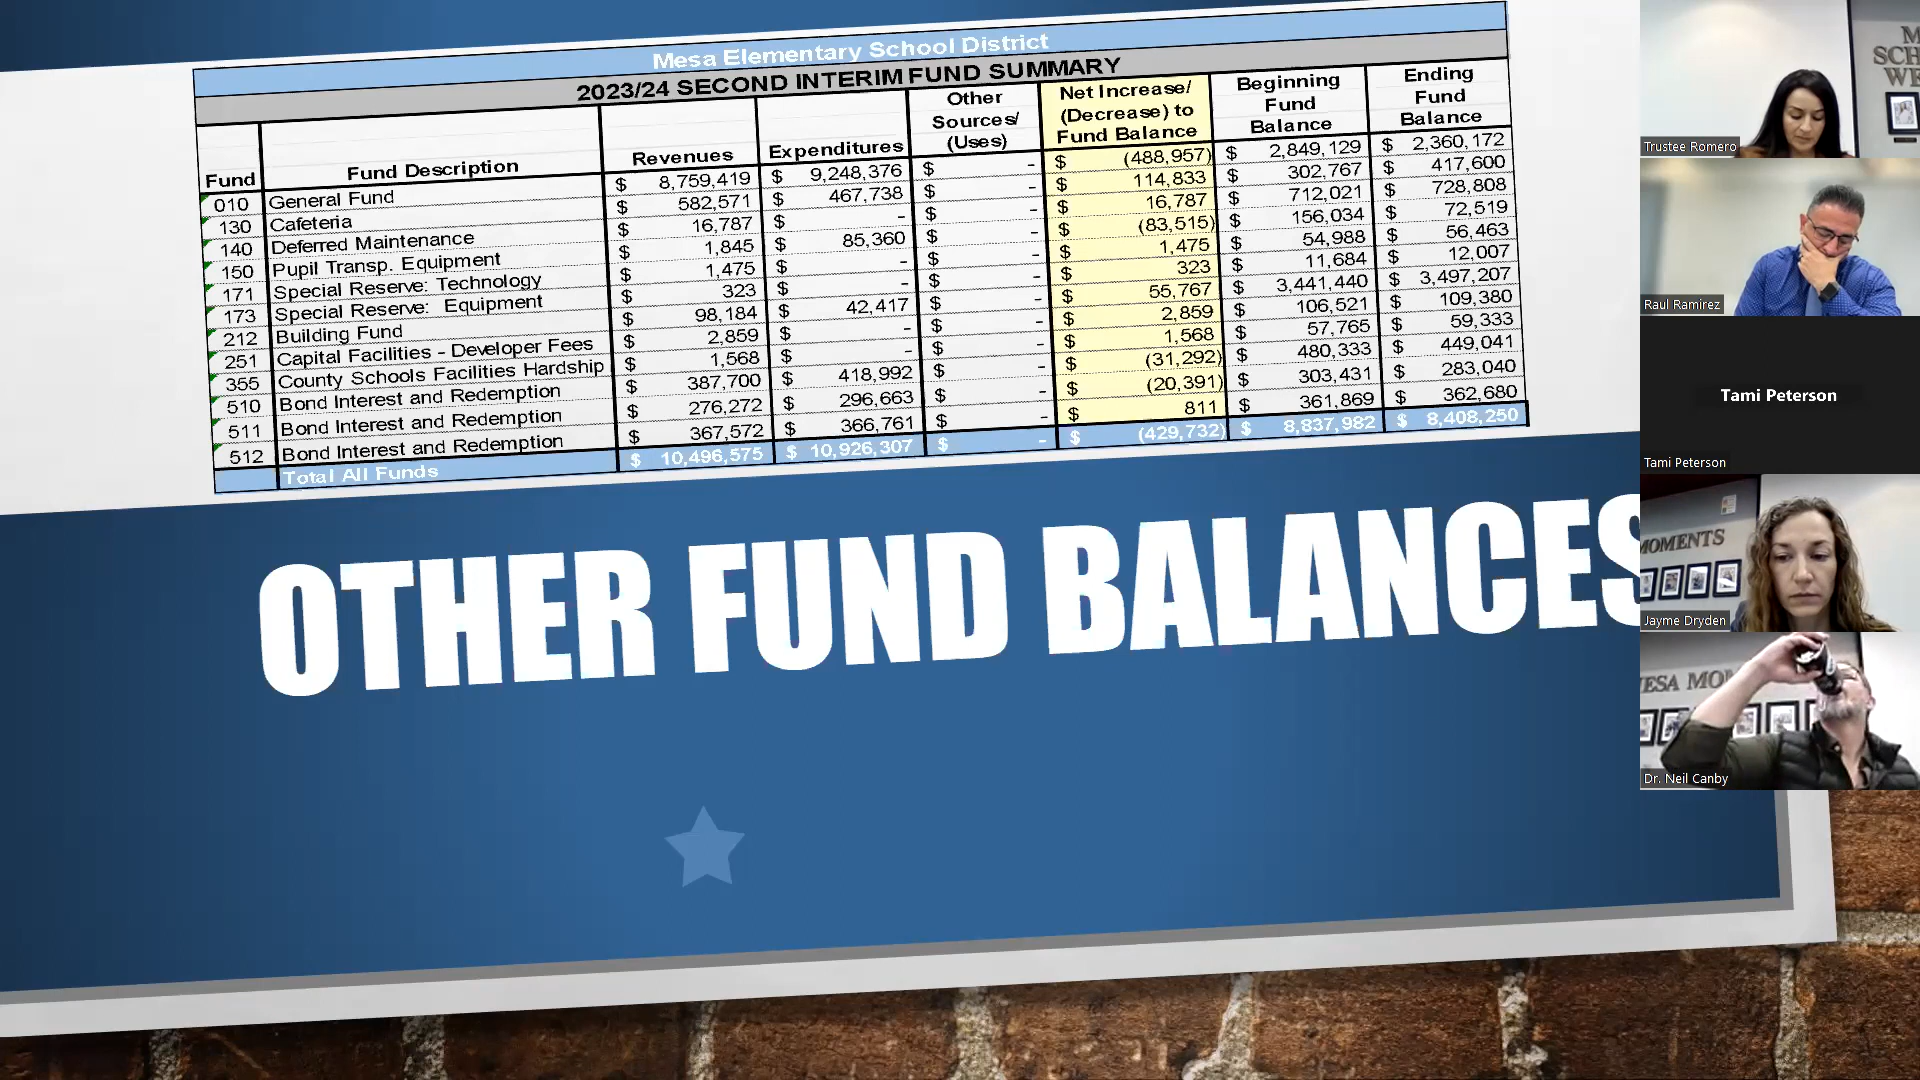 Mesa Elementary School District
2023/24 SECOND INTERIM FUND SUMMARY
Fund Fund Description Revenues Expenditures Other Sources/ (Uses) Net Increase/ (Decrease) to Fund Balance Beginning Fund Balance Ending Fund Balance
010 General Fund $ 8,759,419 $ 9,248,376 $ - $ (488,957) $ 2,849,129 $ 2,360,172
130 Cafeteria $ 582,571 $ 467,738 $ - $ 114,833 $ 302,767 $ 417,600
140 Deferred Maintenance $ 16,787 $ - $ - $ 16,787 $ 712,021 $ 728,808
150 Pupil Transp. Equipment $ 1,845 $ 85,360 $ - $ (83,515) $ 156,034 $ 72,519
171 Special Reserve: Technology $ 1,475 $ - $ - $ 1,475 $ 54,988 $ 56,463
173 Special Reserve: Equipment $ 323 $ - $ - $ 323 $ 11,684 $ 12,007
212 Building Fund $ 98,184 $ 42,417 $ - $ 55,767 $ 3,441,440 $ 3,497,207
251 Capital Facilities - Developer Fees $ 2,859 $ - $ - $ 2,859 $ 106,521 $ 109,380
355 County Schools Facilities Hardship $ 1,568 $ - $ - $ 1,568 $ 57,765 $ 59,333
510 Bond Interest and Redemption $ 387,700 $ 418,992 $ - $ (31,292) $ 480,333 $ 449,041
511 Bond Interest and Redemption $ 276,272 $ 296,663 $ - $ (20,391) $ 303,431 $ 283,040
512 Bond Interest and Redemption $ 367,572 $ 366,761 $ - $ 811 $ 361,869 $ 362,680
Total All Funds $ 10,496,575 $ 10,926,307 $ - $ (429,732) $ 8,837,982 $ 8,408,250
OTHER FUND BALANCES
Trustee Romero
Raul Ramirez
Tami Peterson
Tami Peterson
MOMENTS
Jayme Dryden
Dr. Neil Canby